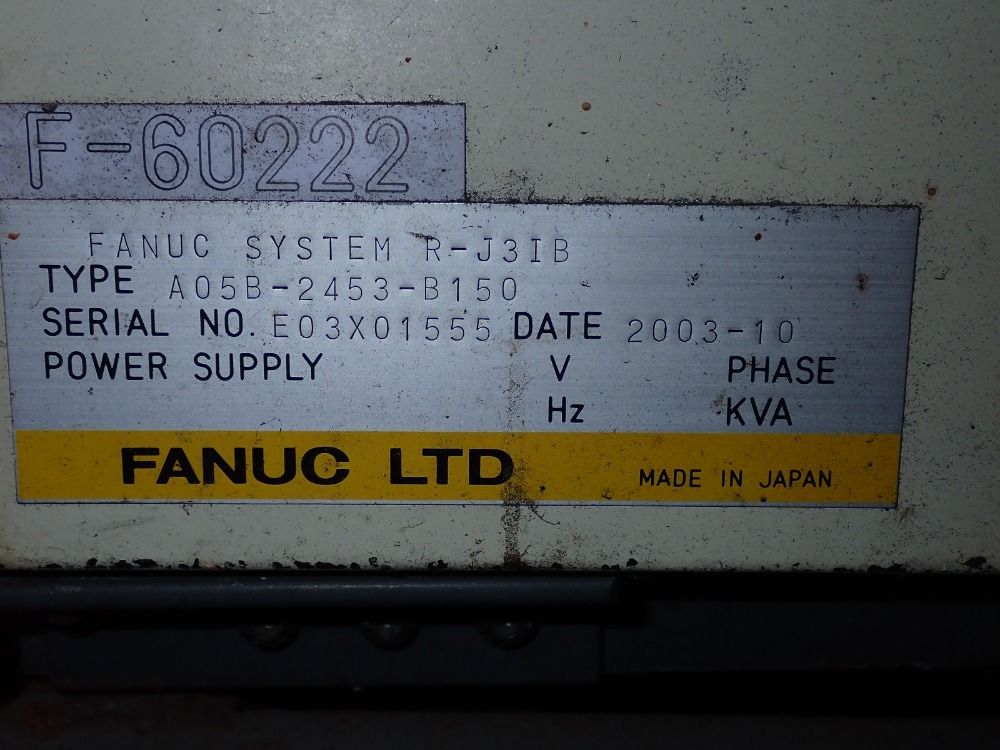 F-60222
FANUC SYSTEM R-J3IB
TYPE A05B-2453-B150
SERIAL NO. E03X01555 DATE 2003-10
POWER SUPPLY V PHASE
Hz KVA
FANUC LTD MADE IN JAPAN